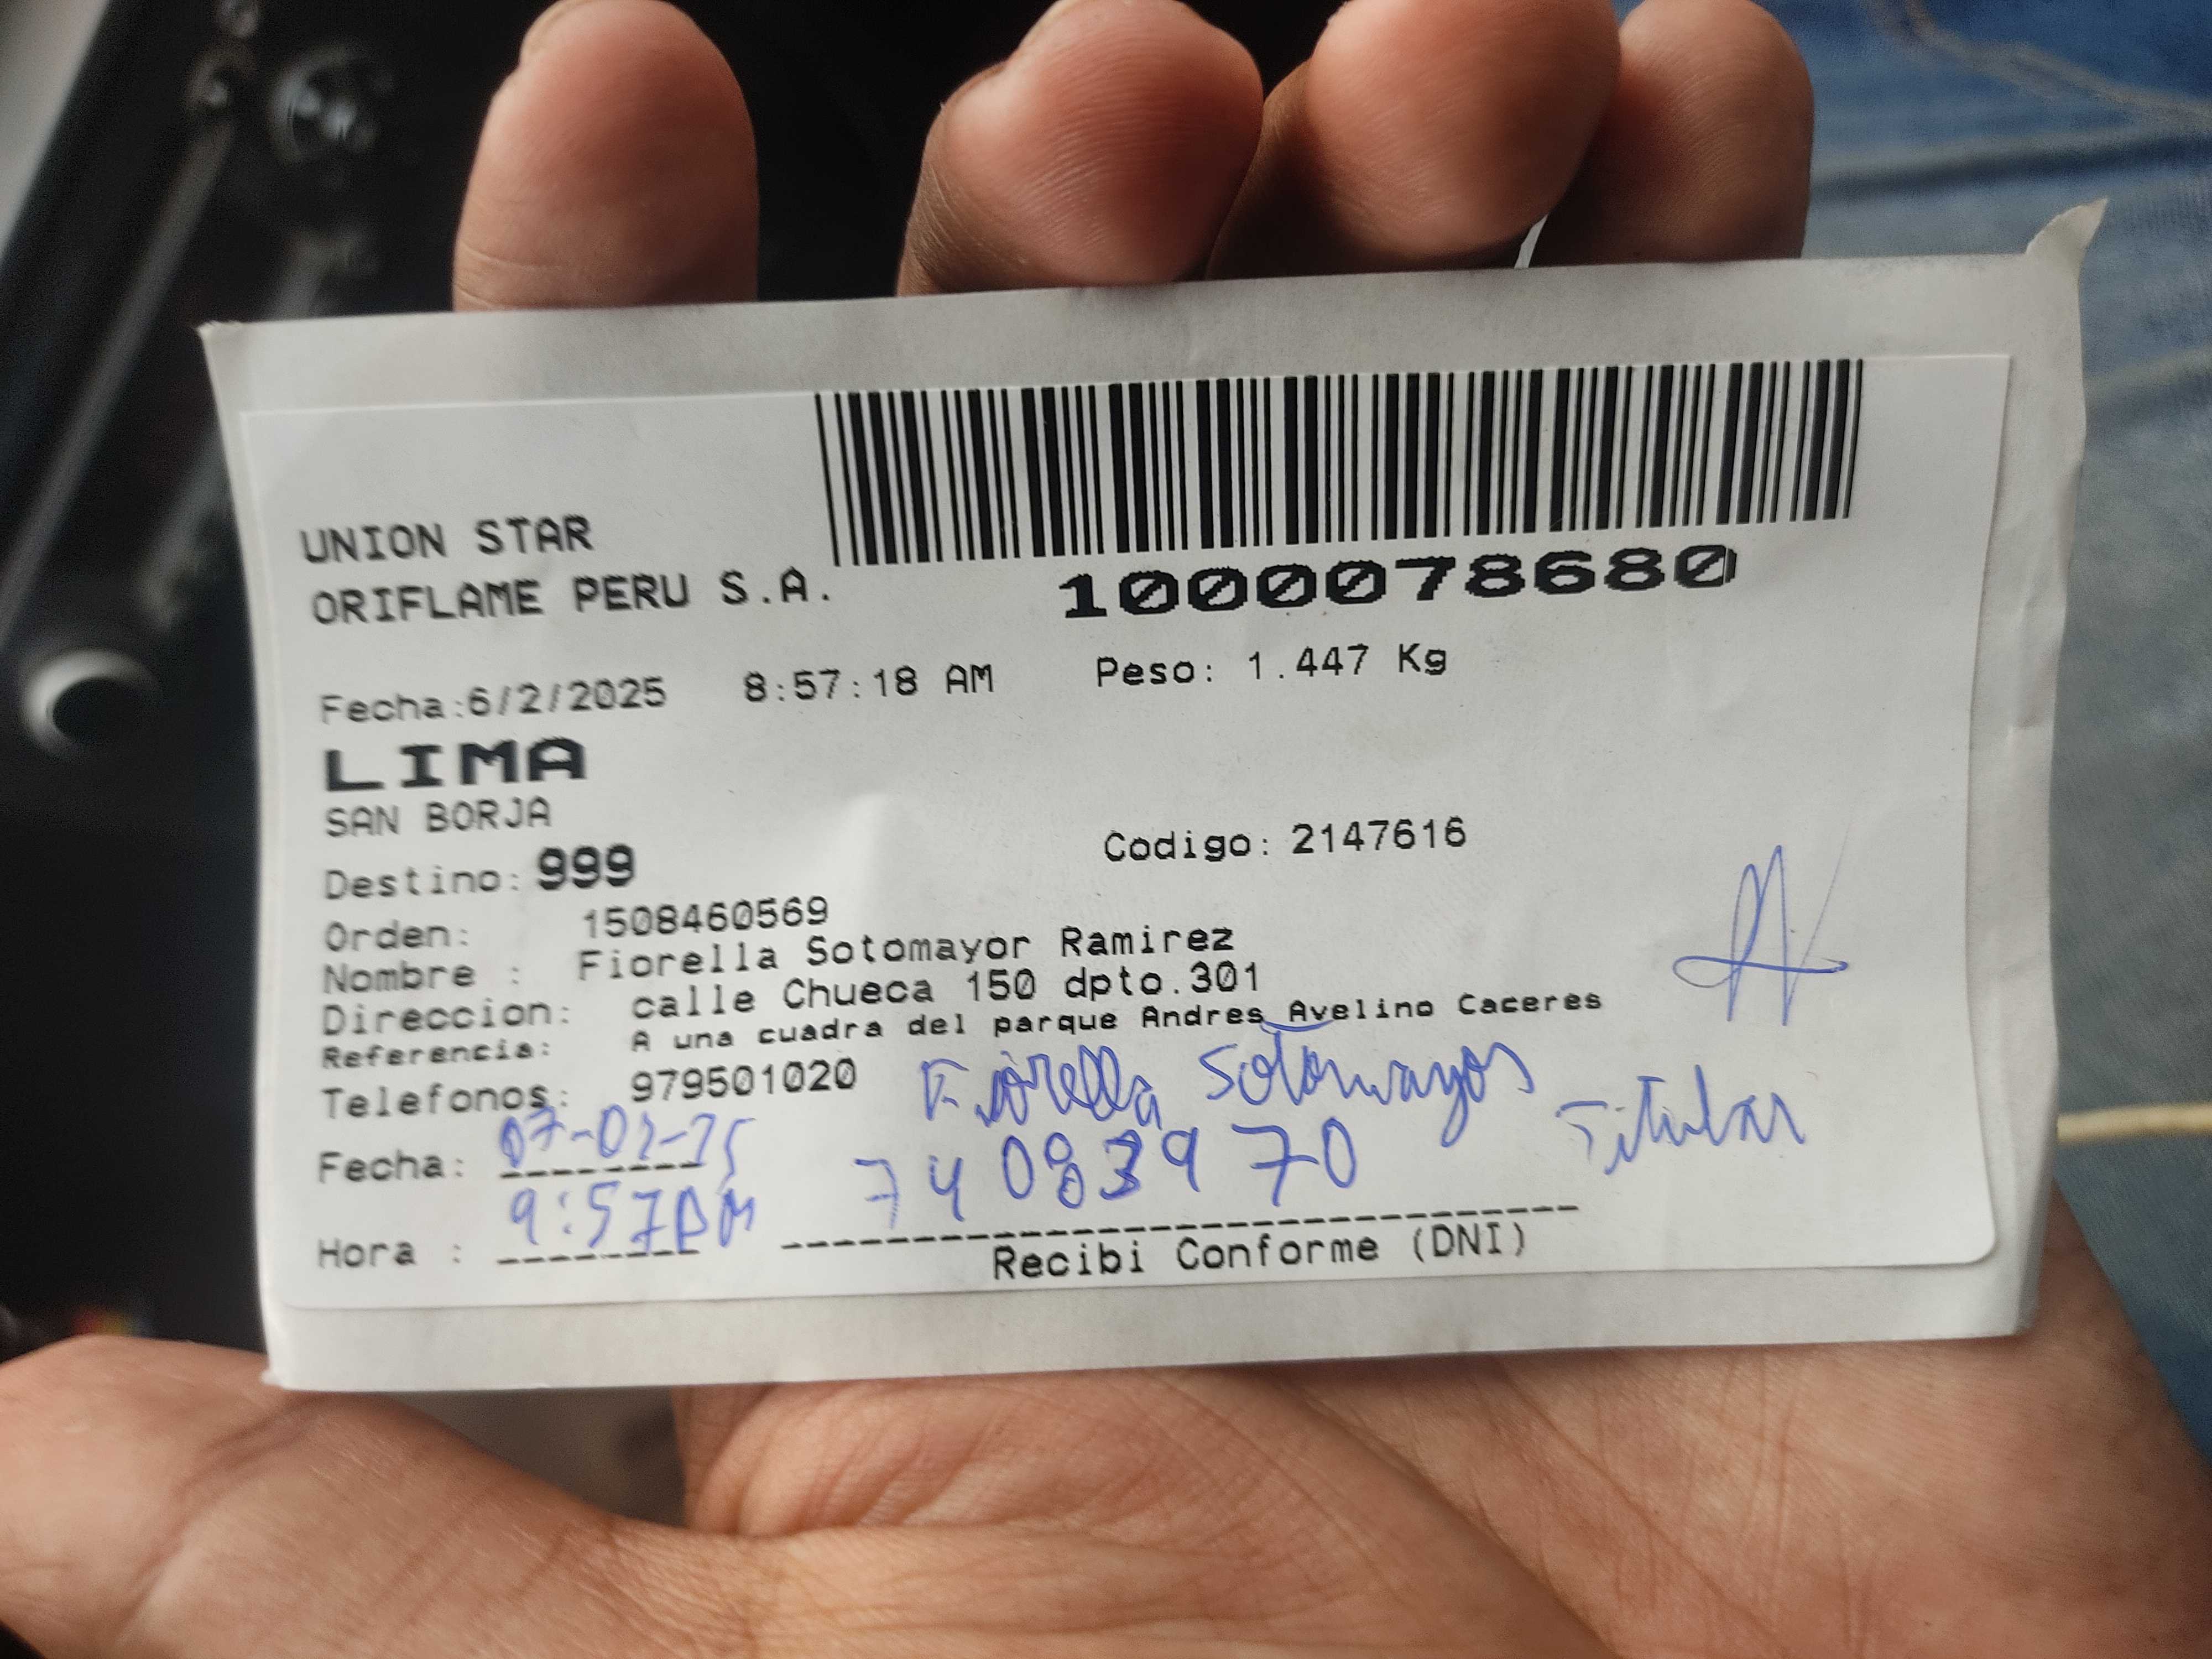 UNION STAR
ORIFLAME PERU S.A.
1000078680
Fecha:6/2/2025 8:57:18 AM Peso: 1.447 Kg
LIMA
SAN BORJA
Codigo: 2147616
Destino: 999
Orden: 1508460569
Nombre : Fiorella Sotomayor Ramirez
Direccion: calle Chueca 150 dpto.301
Referencia: A una cuadra del parque Andres Avelino Caceres
Telefonos: 979501020
Fiorella Sotomayor Titular
Fecha: 07-02-25
Hora : 9:57PM
Recibi Conforme (DNI)